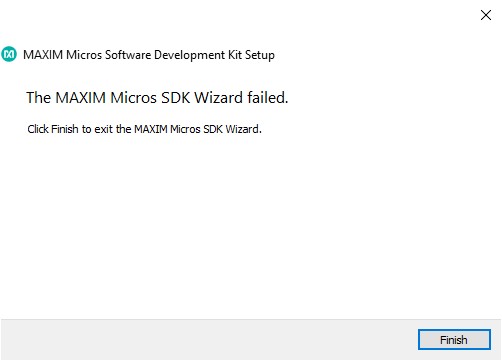 MAXIM Micros Software Development Kit Setup
The MAXIM Micros SDK Wizard failed.
Click Finish to exit the MAXIM Micros SDK Wizard.
Finish